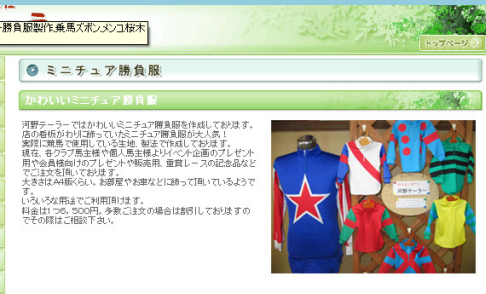 勝負服製作,乗馬ズボン,メンコ桜木
トップページ
ミニチュア勝負服
かわいいミニチュア勝負服
河野テーラーではかわいいミニチュア勝負服を作成しております。
店の看板がわりに飾っていたミニチュア勝負服が大人気！
実際に競馬で使用している生地、製法で作成しております。
現在、各クラブ馬主様や個人馬主様よりイベント企画のプレゼント
用や会員様向けのプレゼントや販売用、重賞レースの記念品など
でご注文を頂いております。
大きさはA4版くらい。お部屋やお車などに飾って頂いているようで
す。
いろいろな用途でご利用頂けます。
料金は1つ6，500円。多数ご注文の場合は割引しておりますの
でその際はご相談下さい。
河野テーラー